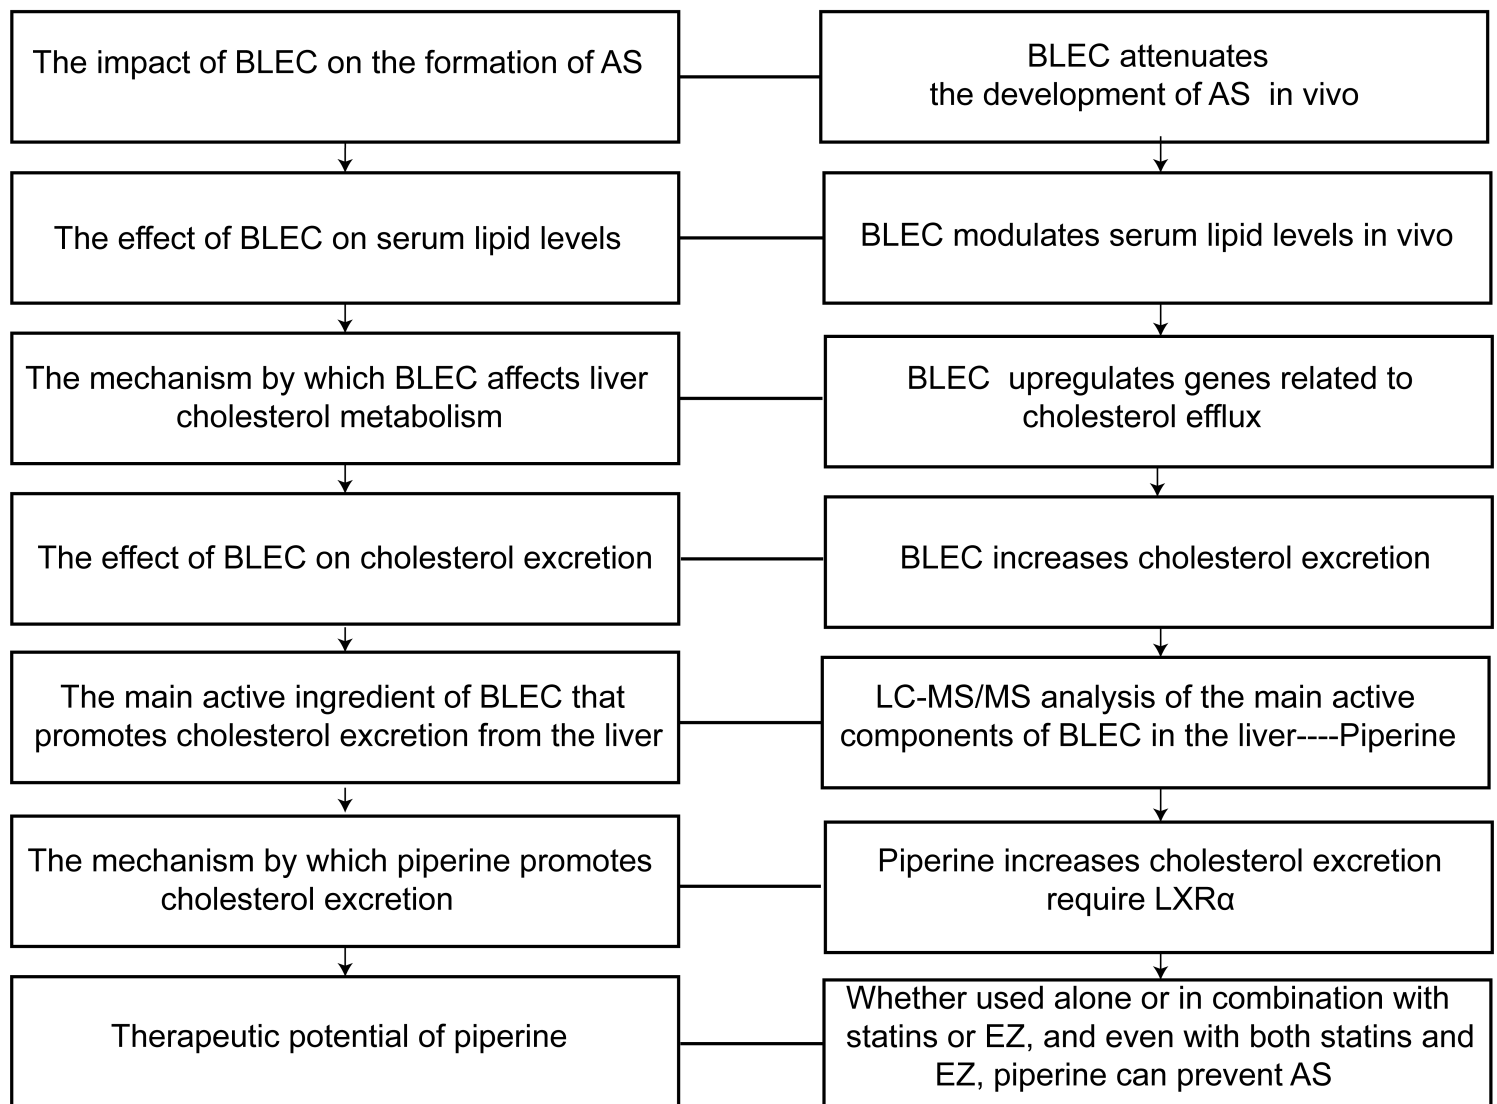 The impact of BLEC on the formation of AS
BLEC attenuates
the development of AS in vivo
The effect of BLEC on serum lipid levels
BLEC modulates serum lipid levels in vivo
The mechanism by which BLEC affects liver
cholesterol metabolism
BLEC upregulates genes related to
cholesterol efflux
The effect of BLEC on cholesterol excretion
BLEC increases cholesterol excretion
The main active ingredient of BLEC that
promotes cholesterol excretion from the liver
LC-MS/MS analysis of the main active
components of BLEC in the liver----Piperine
The mechanism by which piperine promotes
cholesterol excretion
Piperine increases cholesterol excretion
require LXRα
Therapeutic potential of piperine
Whether used alone or in combination with
statins or EZ, and even with both statins and
EZ, piperine can prevent AS